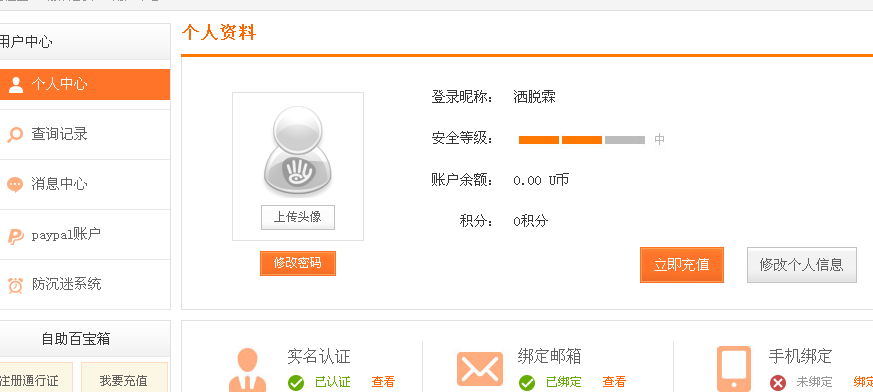 个人资料
用户中心
个人中心
查询记录
消息中心
paypal账户
防沉迷系统
自助百宝箱
注册通行证
我要充值
上传头像
修改密码
登录昵称： 洒脱霖
安全等级： 中
账户余额： 0.00 U币
积分： 0积分
立即充值
修改个人信息
实名认证
已认证 查看
绑定邮箱
已绑定 查看
手机绑定
未绑定